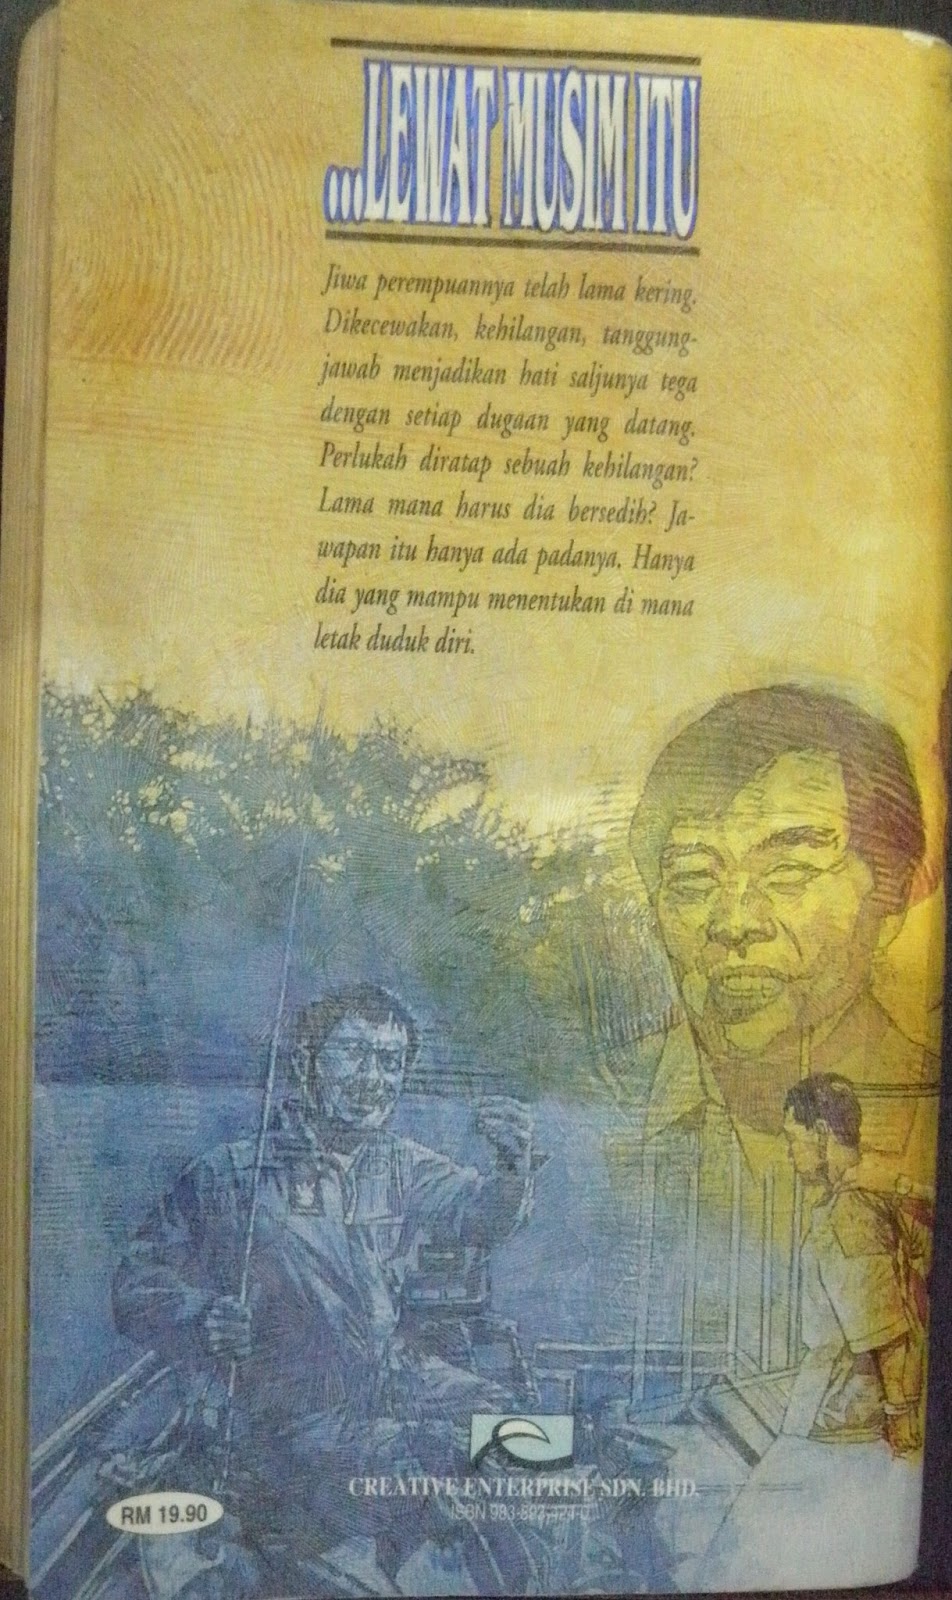 ...LEWAT MUSIM ITU
Jiwa perempuannya telah lama kering.
Dikecewakan, kehilangan, tanggung-
jawab menjadikan hati saljunya tega
dengan setiap dugaan yang datang.
Perlukah diratap sebuah kehilangan?
Lama mana harus dia bersedih? Ja-
wapan itu hanya ada padanya. Hanya
dia yang mampu menentukan di mana
letak duduk diri.
CREATIVE ENTERPRISE SDN. BHD.
ISBN
RM 19.90